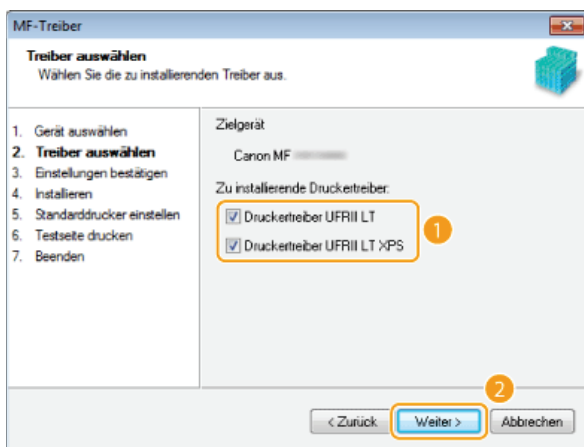 MF-Treiber
Treiber auswählen
Wählen Sie die zu installierenden Treiber aus.
1. Gerät auswählen
2. Treiber auswählen
3. Einstellungen bestätigen
4. Installieren
5. Standarddrucker einstellen
6. Testseite drucken
7. Beenden
Zielgerät
Canon MF
Zu installierende Druckertreiber:
Druckertreiber UFRII LT
Druckertreiber UFRII LT XPS
1
2
< Zurück
Weiter >
Abbrechen